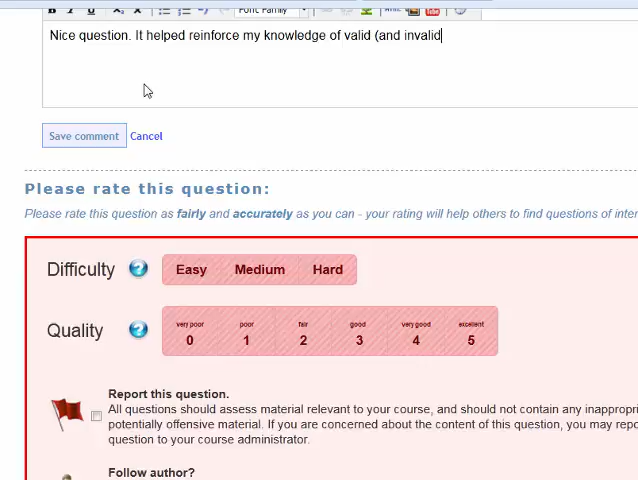 B I U
Font Family
HTML
Nice question. It helped reinforce my knowledge of valid (and invalid
Save comment Cancel
Please rate this question:
Please rate this question as fairly and accurately as you can - your rating will help others to find questions of inter
Difficulty ? Easy Medium Hard
Quality ? very poor poor fair good very good excellent
0 1 2 3 4 5
Report this question.
All questions should assess material relevant to your course, and should not contain any inappropri
potentially offensive material. If you are concerned about the content of this question, you may repo
question to your course administrator.
Follow author?